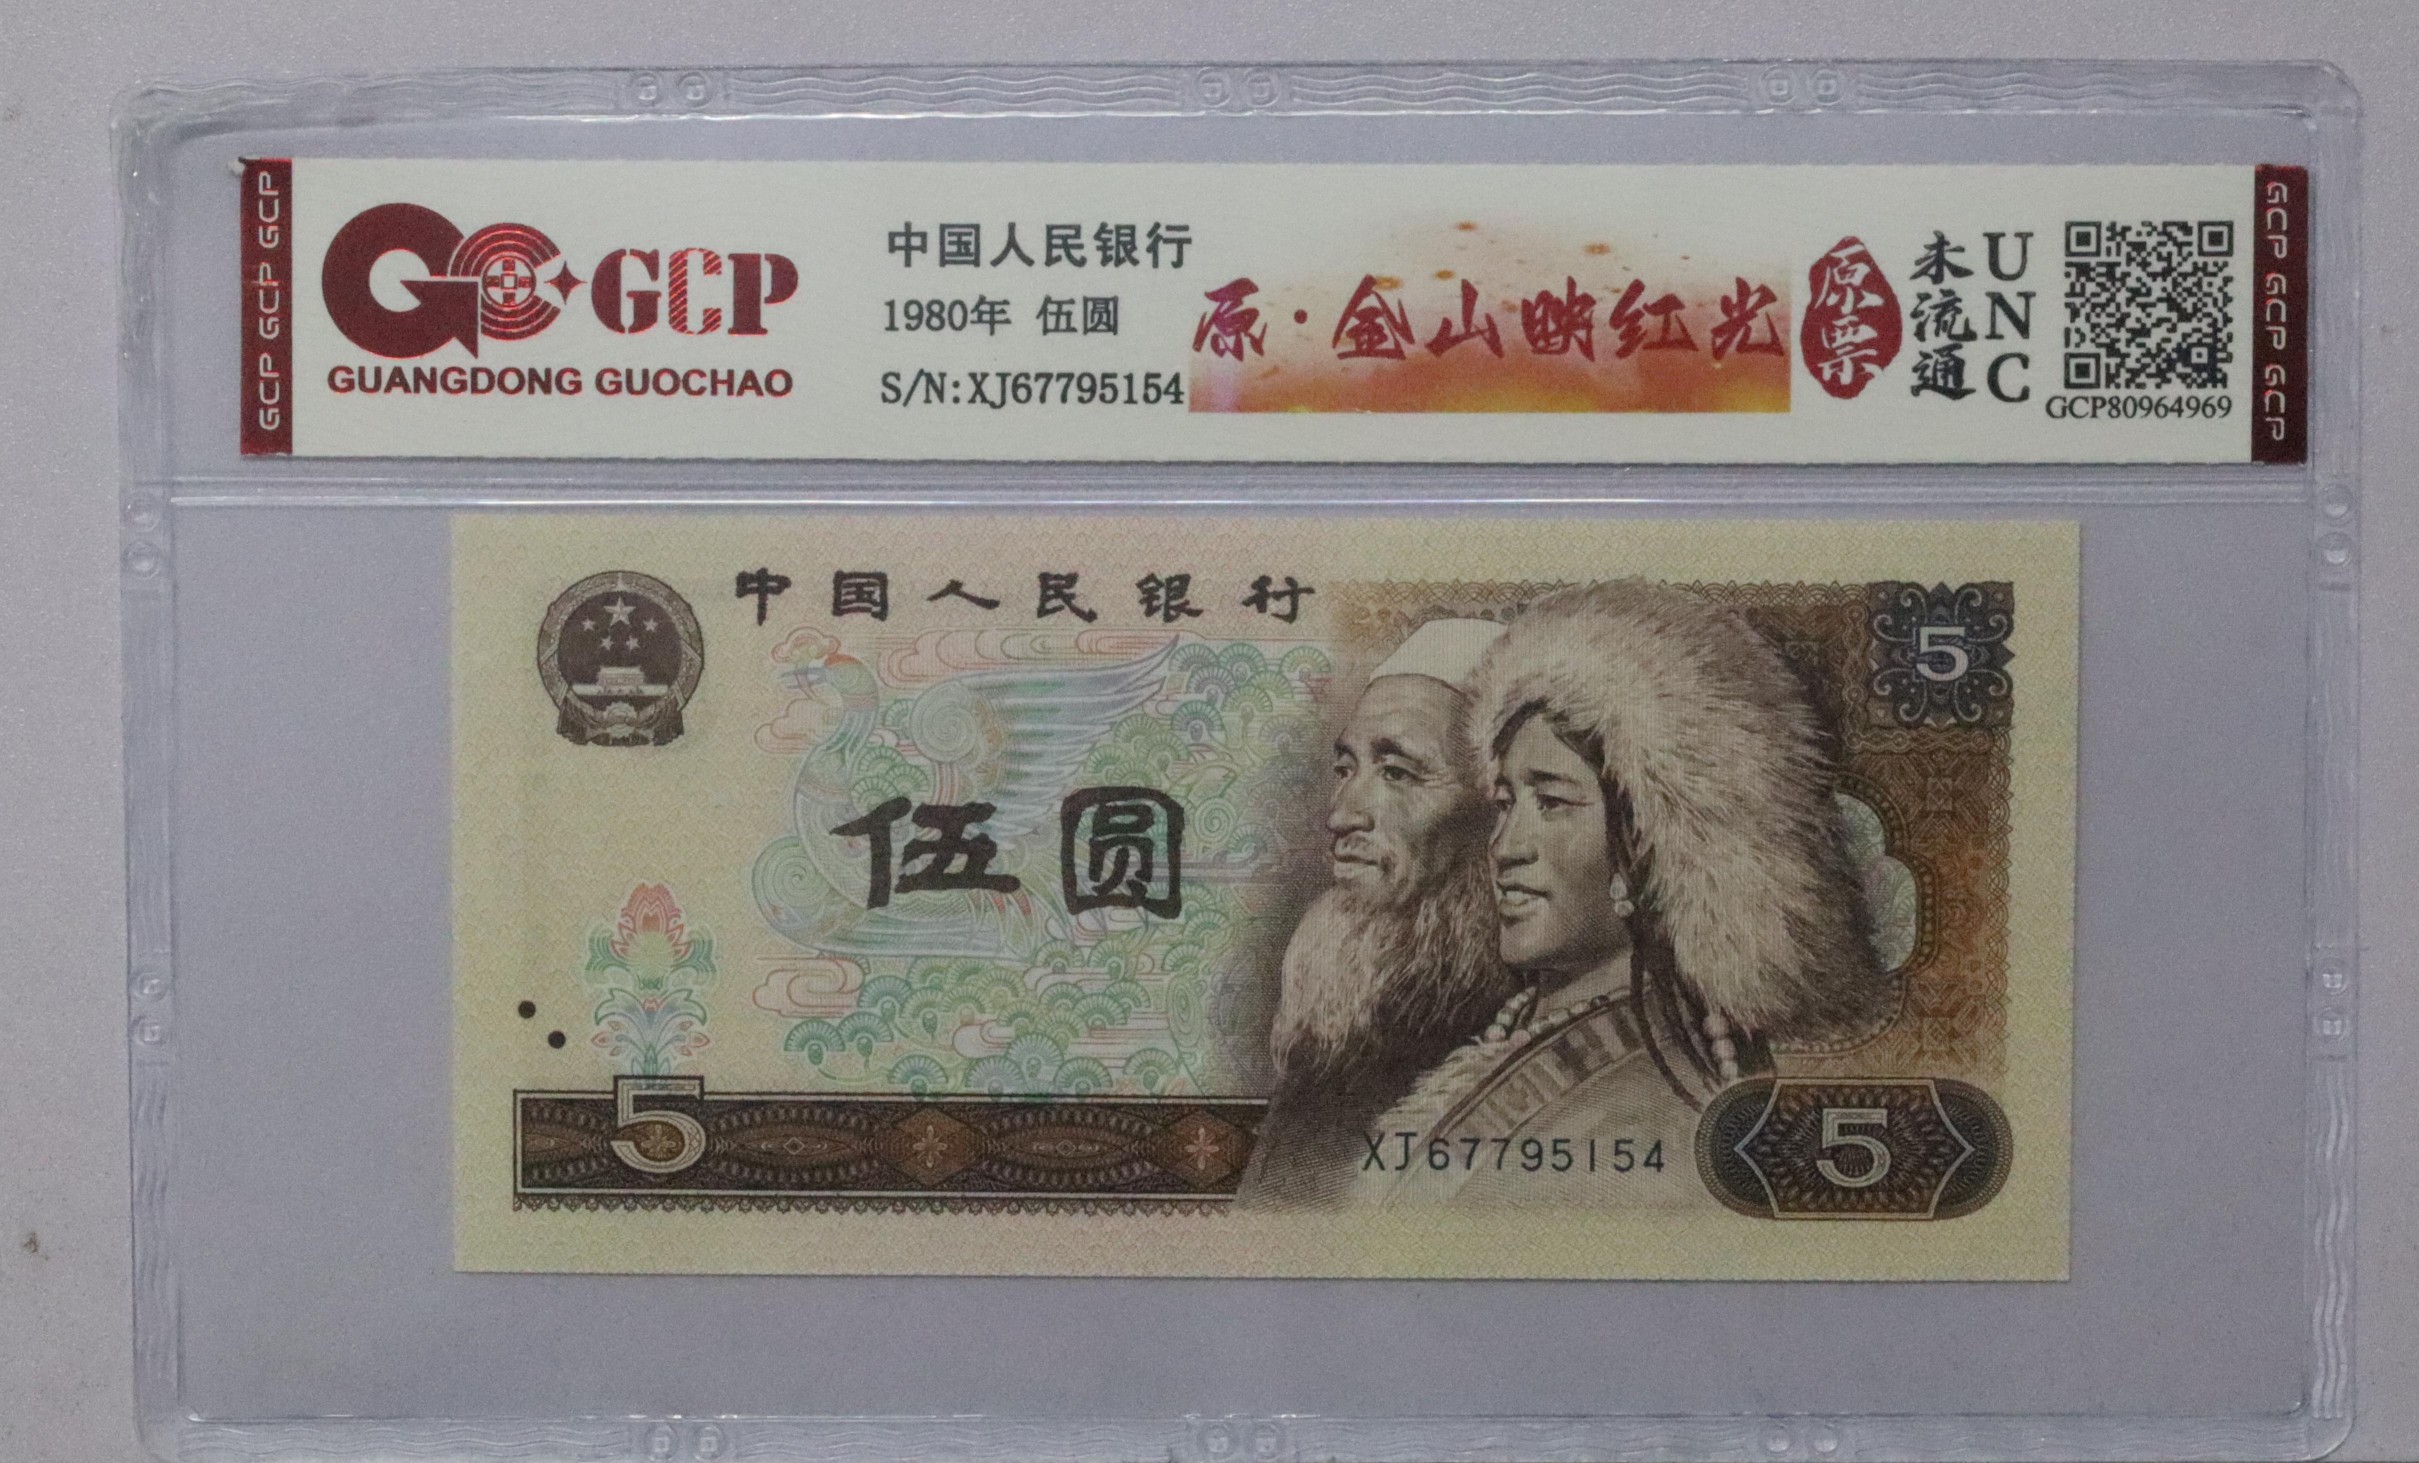 GCP GCP GCP
GCP
GUANGDONG GUOCHAO
中国人民银行
1980年 伍圆
S/N:XJ67795154
原·金山映红光
原票
未流通
UNC
GCP80964969
GCP GCP GCP
中国人民银行
5
伍圆
5
XJ67795154
5